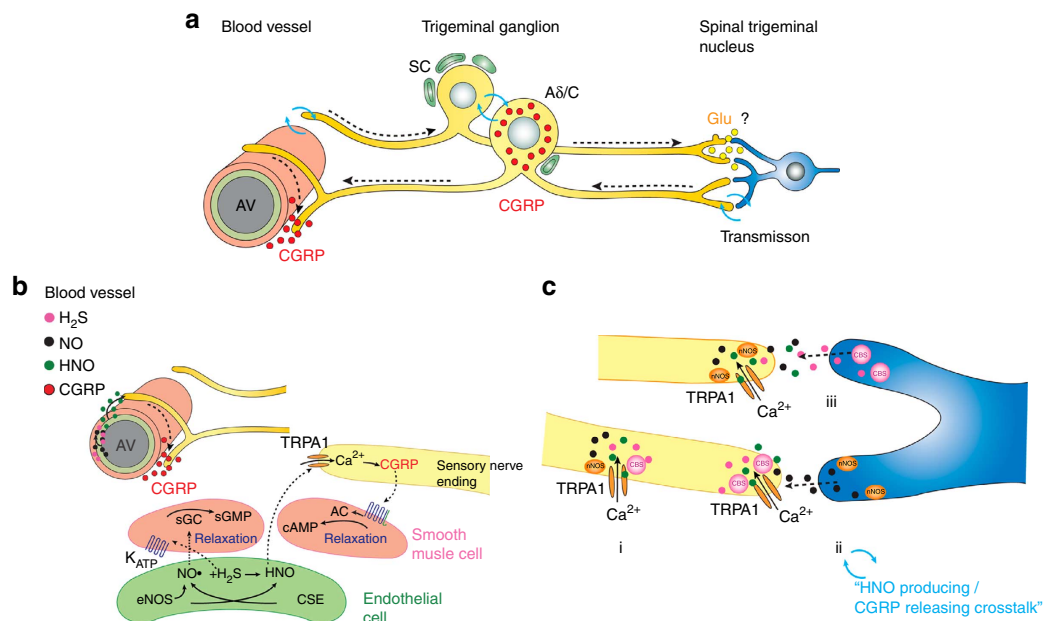 a
Blood vessel
Trigeminal ganglion
Spinal trigeminal
nucleus
SC
Aδ/C
Glu ?
AV
CGRP
CGRP
Transmisson
b
Blood vessel
H2S
NO
HNO
CGRP
AV
CGRP
TRPA1
Ca2+
CGRP
Sensory nerve
ending
sGC
sGMP
Relaxation
AC
cAMP
Relaxation
Smooth
musle cell
KATP
NO• +H2S
HNO
eNOS
CSE
Endothelial
cell
c
nNOS
nNOS
TRPA1
Ca2+
CBS
CBS
iii
nNOS
CBS
TRPA1
Ca2+
i
CBS
CBS
TRPA1
Ca2+
nNOS
nNOS
ii
"HNO producing /
CGRP releasing crosstalk"